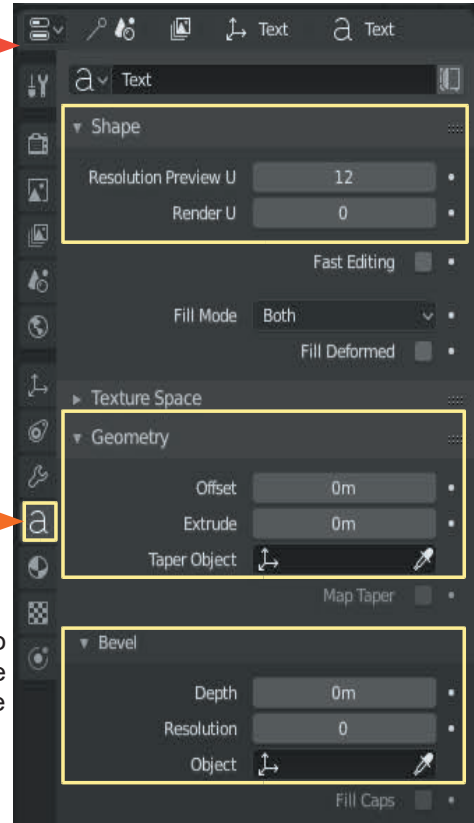 Text a Text
a Text
Shape
Resolution Preview U 12
Render U 0
Fast Editing
Fill Mode Both
Fill Deformed
Texture Space
Geometry
Offset 0m
Extrude 0m
a
Taper Object
Map Taper
o
Bevel
e
e
Depth 0m
Resolution 0
Object
Fill Caps